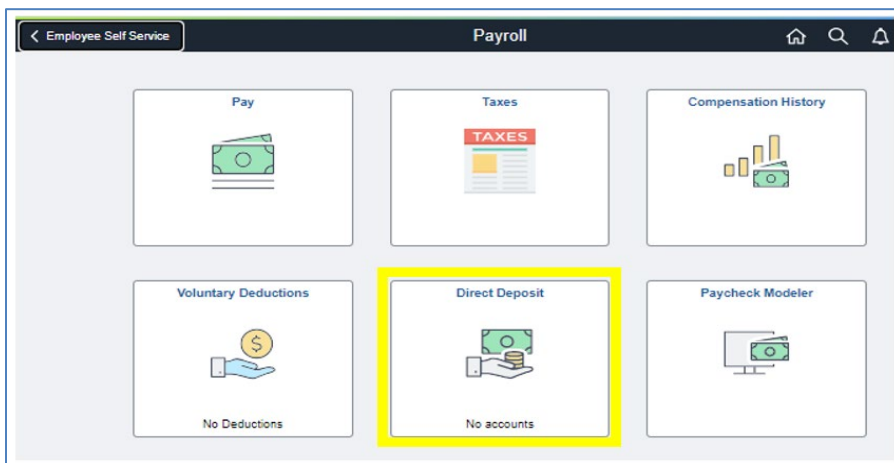 Employee Self Service
Payroll
Pay
Taxes
Compensation History
TAXES
Voluntary Deductions
Direct Deposit
Paycheck Modeler
$
No Deductions
No accounts